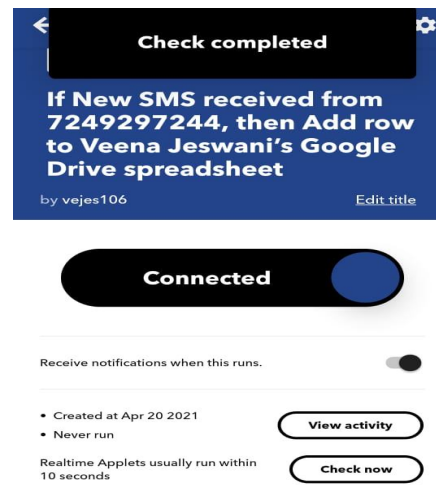 Check completed
If New SMS received from
7249297244, then Add row
to Veena Jeswani's Google
Drive spreadsheet
by vejes106
Edit title
Connected
Receive notifications when this runs.
• Created at Apr 20 2021
• Never run
View activity
Realtime Applets usually run within
10 seconds
Check now